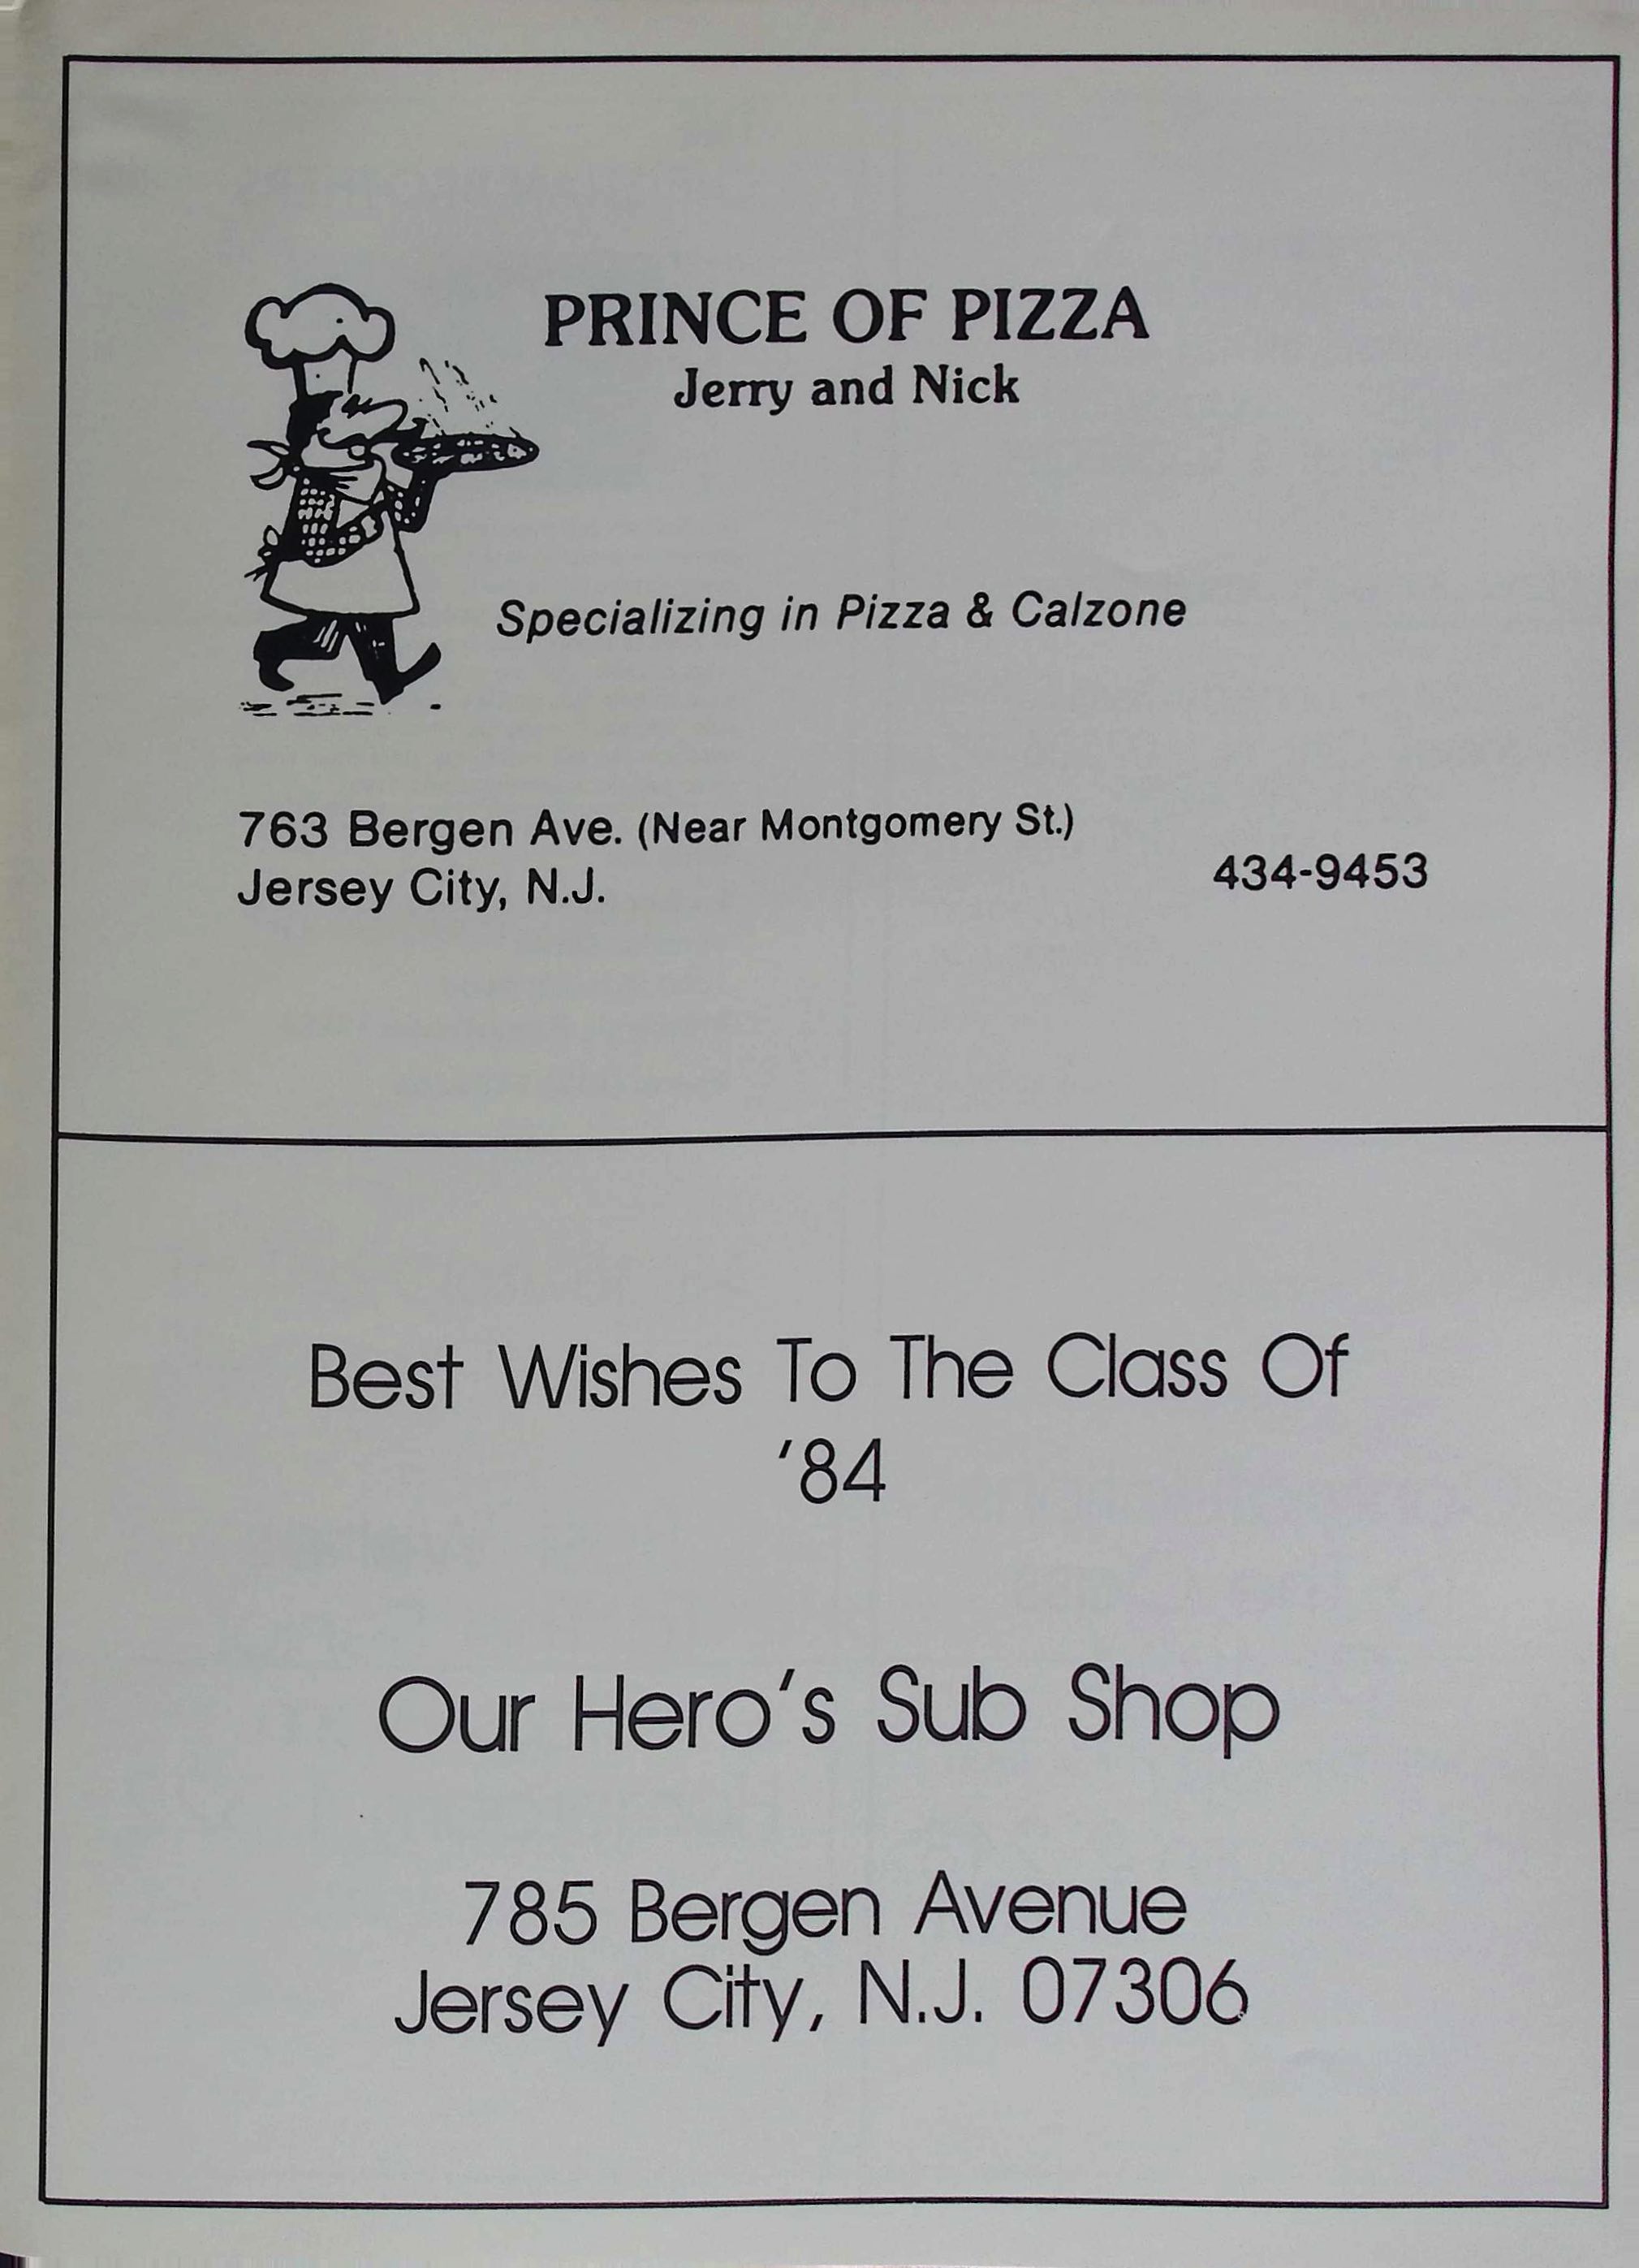 PRINCE OF PIZZA
Jerry and Nick
Specializing in Pizza & Calzone
763 Bergen Ave. (Near Montgomery St.)
Jersey City, N.J.
434-9453
Best Wishes To The Class Of
'84
Our Hero's Sub Shop
785 Bergen Avenue
Jersey City, N.J. 07306